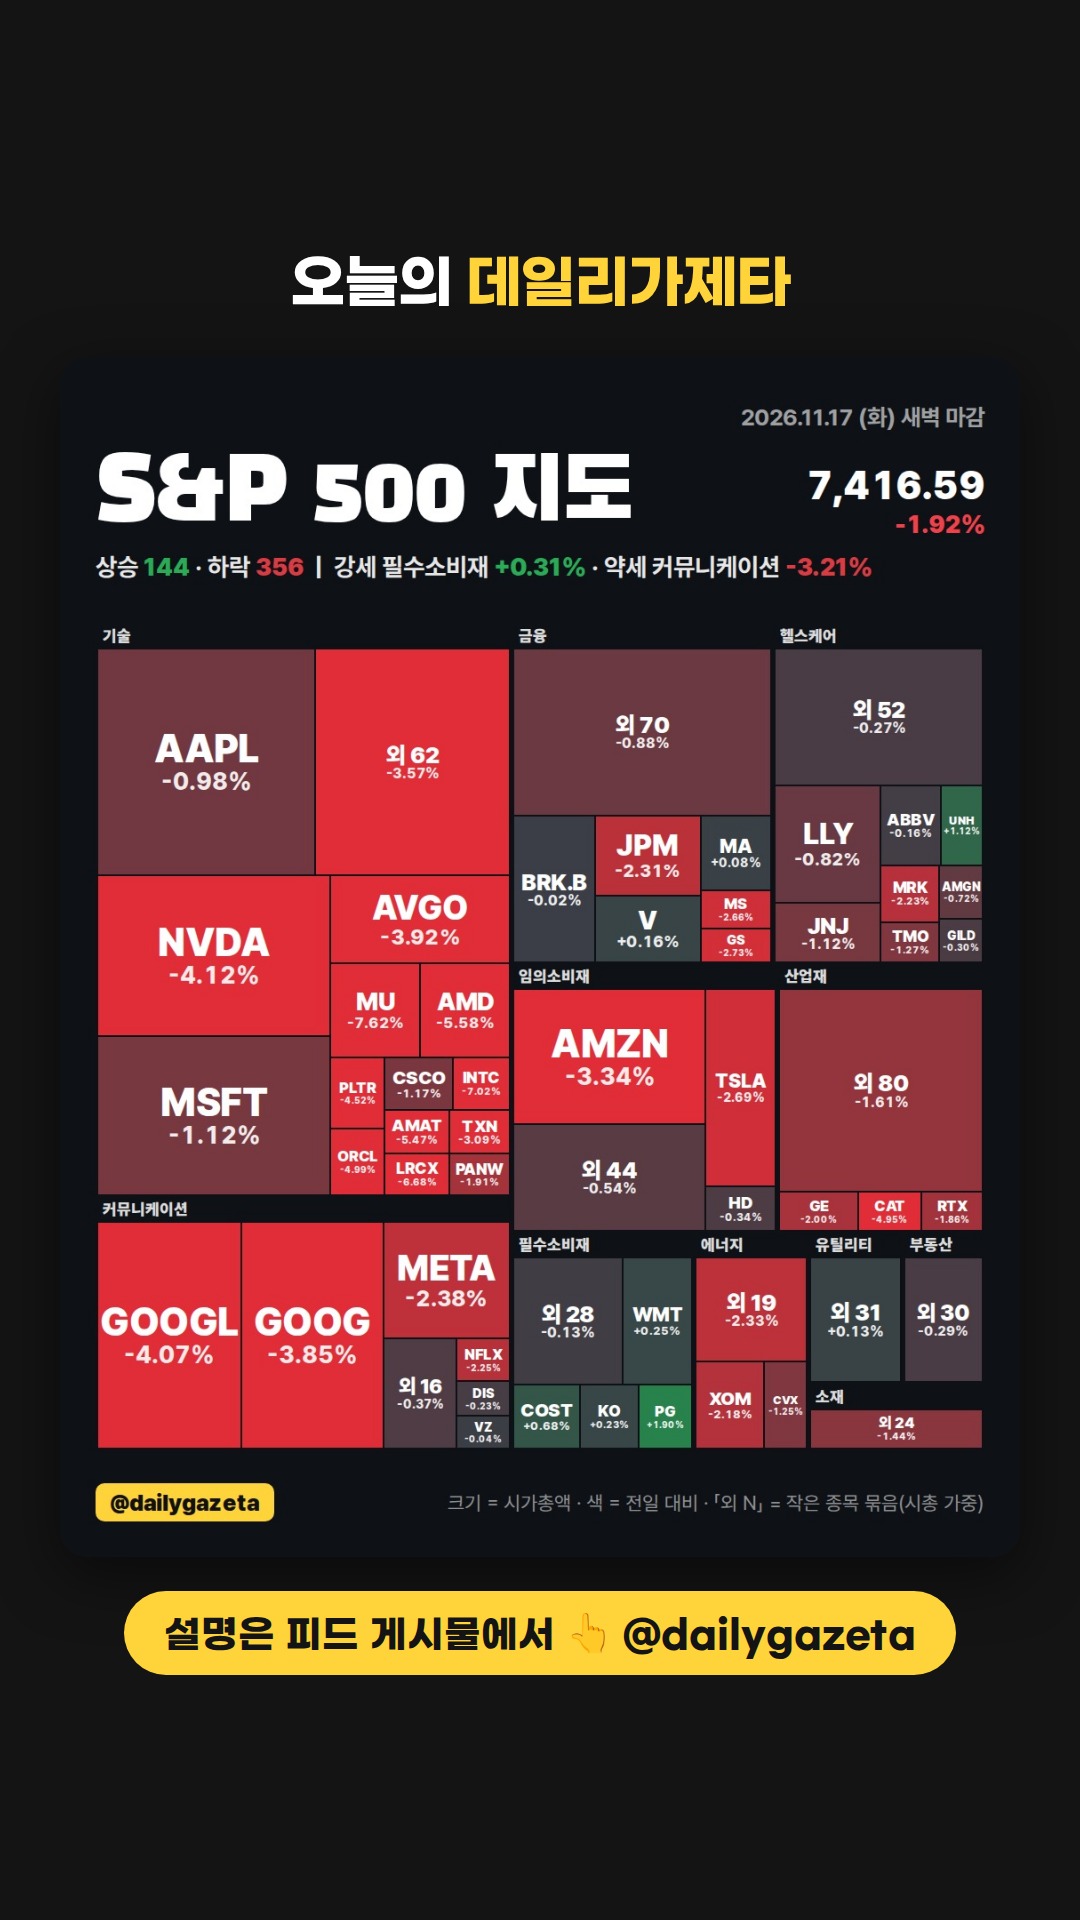 오늘의 데일리가제타
2026.11.17 (화) 새벽 마감
S&P 500 지도
7,416.59
-1.92%
상승 144 · 하락 356 | 강세 필수소비재 +0.31% · 약세 커뮤니케이션 -3.21%
기술
AAPL
-0.98%
외 62
-3.57%
NVDA
-4.12%
AVGO
-3.92%
MU
-7.62%
AMD
-5.58%
MSFT
-1.12%
PLTR
-4.52%
CSCO
-1.17%
INTC
-7.02%
AMAT
-5.47%
TXN
-3.09%
ORCL
-4.99%
LRCX
-6.68%
PANW
-1.91%
금융
외 70
-0.88%
BRK.B
-0.02%
JPM
-2.31%
MA
+0.08%
V
+0.16%
MS
-2.66%
GS
-2.73%
헬스케어
외 52
-0.27%
LLY
-0.82%
ABBV
-0.16%
UNH
+1.12%
JNJ
-1.12%
MRK
-2.23%
AMGN
-0.72%
TMO
-1.27%
GILD
-0.30%
임의소비재
AMZN
-3.34%
TSLA
-2.69%
외 44
-0.54%
HD
-0.34%
산업재
외 80
-1.61%
GE
-2.00%
CAT
-4.95%
RTX
-1.86%
커뮤니케이션
GOOGL
-4.07%
GOOG
-3.85%
META
-2.38%
외 16
-0.37%
NFLX
-2.25%
DIS
-0.23%
VZ
-0.04%
필수소비재
외 28
-0.13%
WMT
+0.25%
COST
+0.68%
KO
+0.23%
PG
+1.90%
에너지
외 19
-2.33%
XOM
-2.18%
CVX
-1.25%
유틸리티
외 31
+0.13%
부동산
외 30
-0.29%
소재
외 24
-1.44%
@dailygazeta
크기 = 시가총액 · 색 = 전일 대비 · 「외 N」 = 작은 종목 묶음(시총 가중)
설명은 피드 게시물에서 👆 @dailygazeta